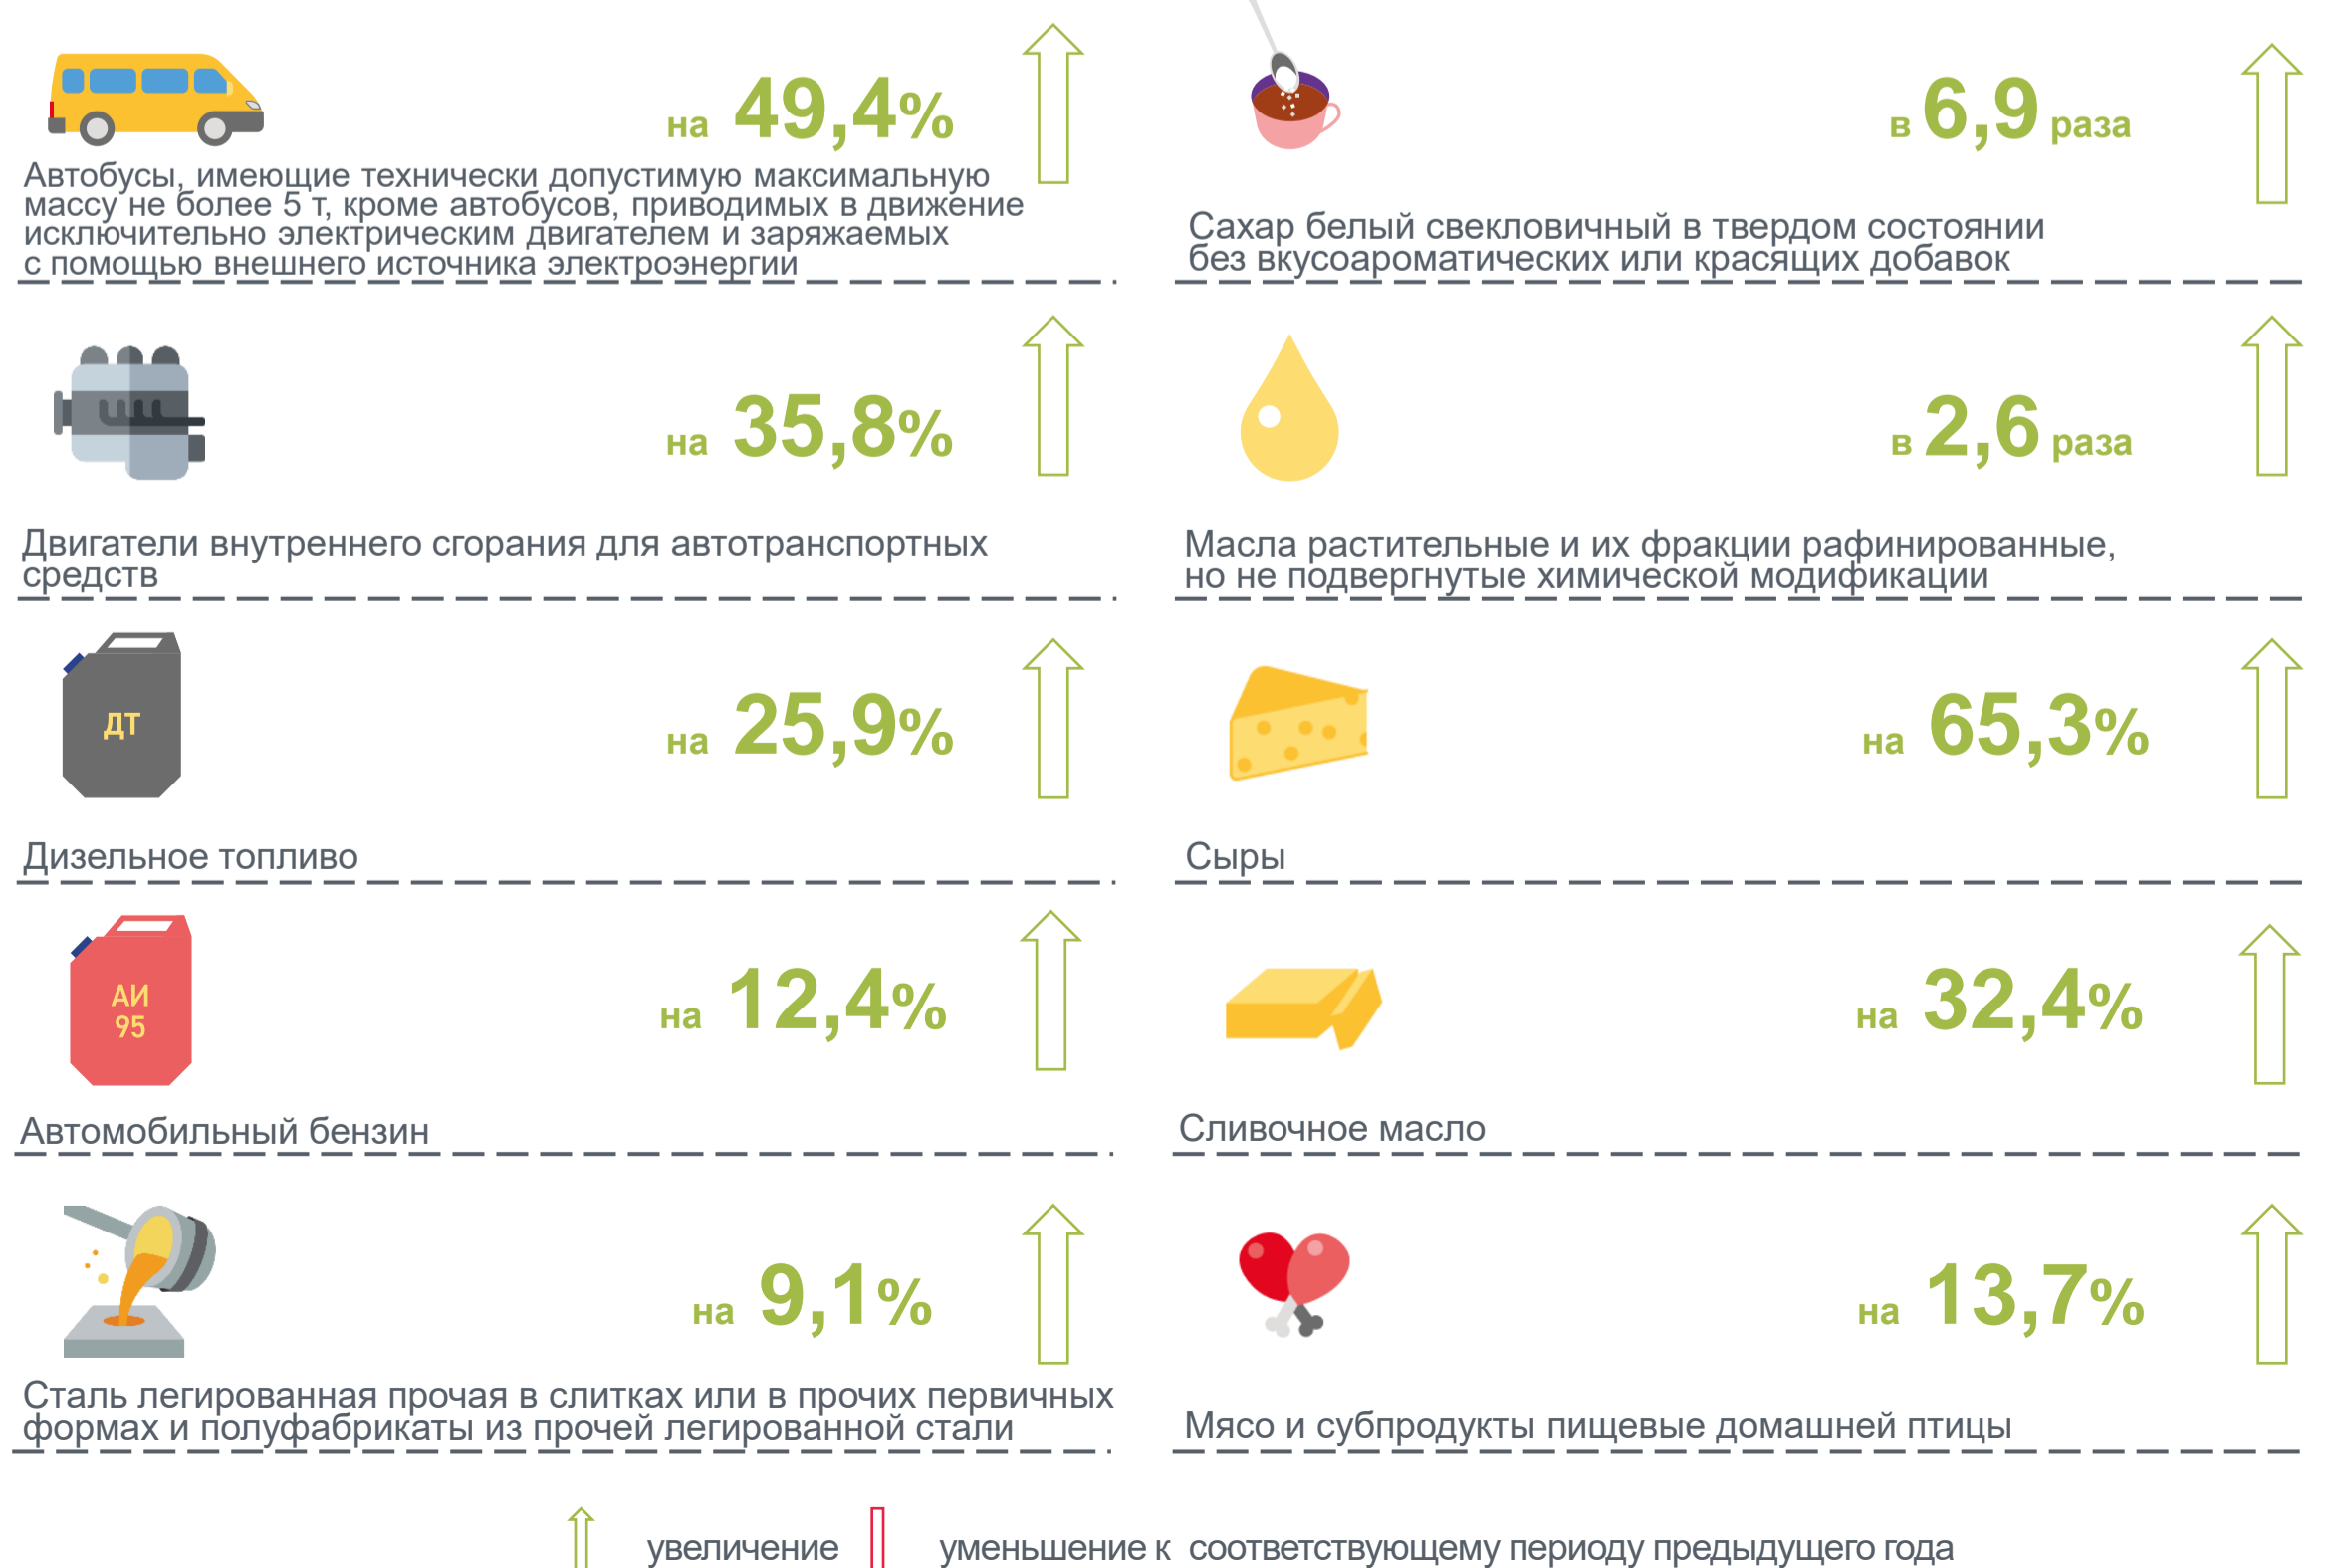 на 49,4%
Автобусы, имеющие технически допустимую максимальную
массу не более 5 т, кроме автобусов, приводимых в движение
исключительно электрическим двигателем и заряжаемых
с помощью внешнего источника электроэнергии
в 6,9 раза
Сахар белый свекловичный в твердом состоянии
без вкусоароматических или красящих добавок
на 35,8%
Двигатели внутреннего сгорания для автотранспортных
средств
в 2,6 раза
Масла растительные и их фракции рафинированные,
но не подвергнутые химической модификации
ДТ
на 25,9%
Дизельное топливо
на 65,3%
Сыры
АИ
95
на 12,4%
Автомобильный бензин
на 32,4%
Сливочное масло
на 9,1%
Сталь легированная прочая в слитках или в прочих первичных
формах и полуфабрикаты из прочей легированной стали
на 13,7%
Мясо и субпродукты пищевые домашней птицы
увеличение уменьшение к соответствующему периоду предыдущего года